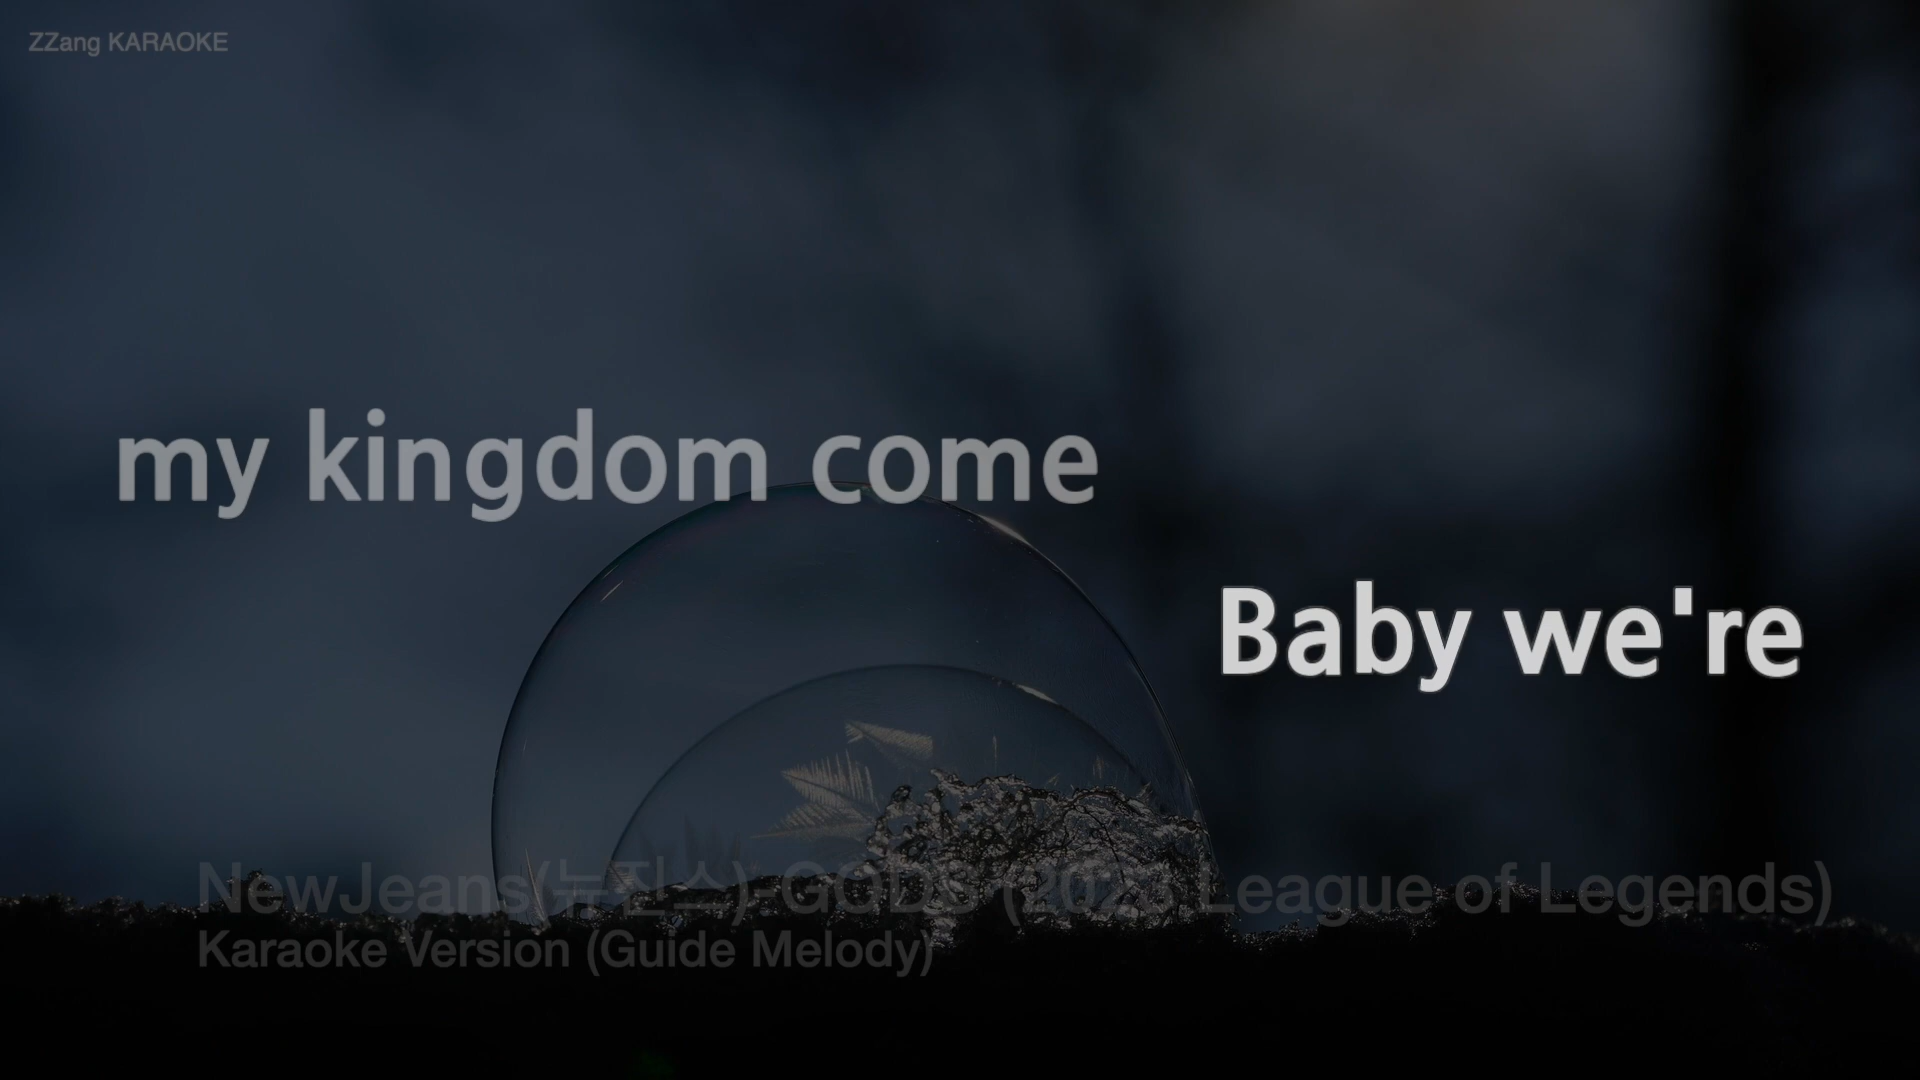 ZZang KARAOKE
my kingdom come
Baby we're
NewJeans(뉴진스)-GODS (2023 League of Legends)
Karaoke Version (Guide Melody)